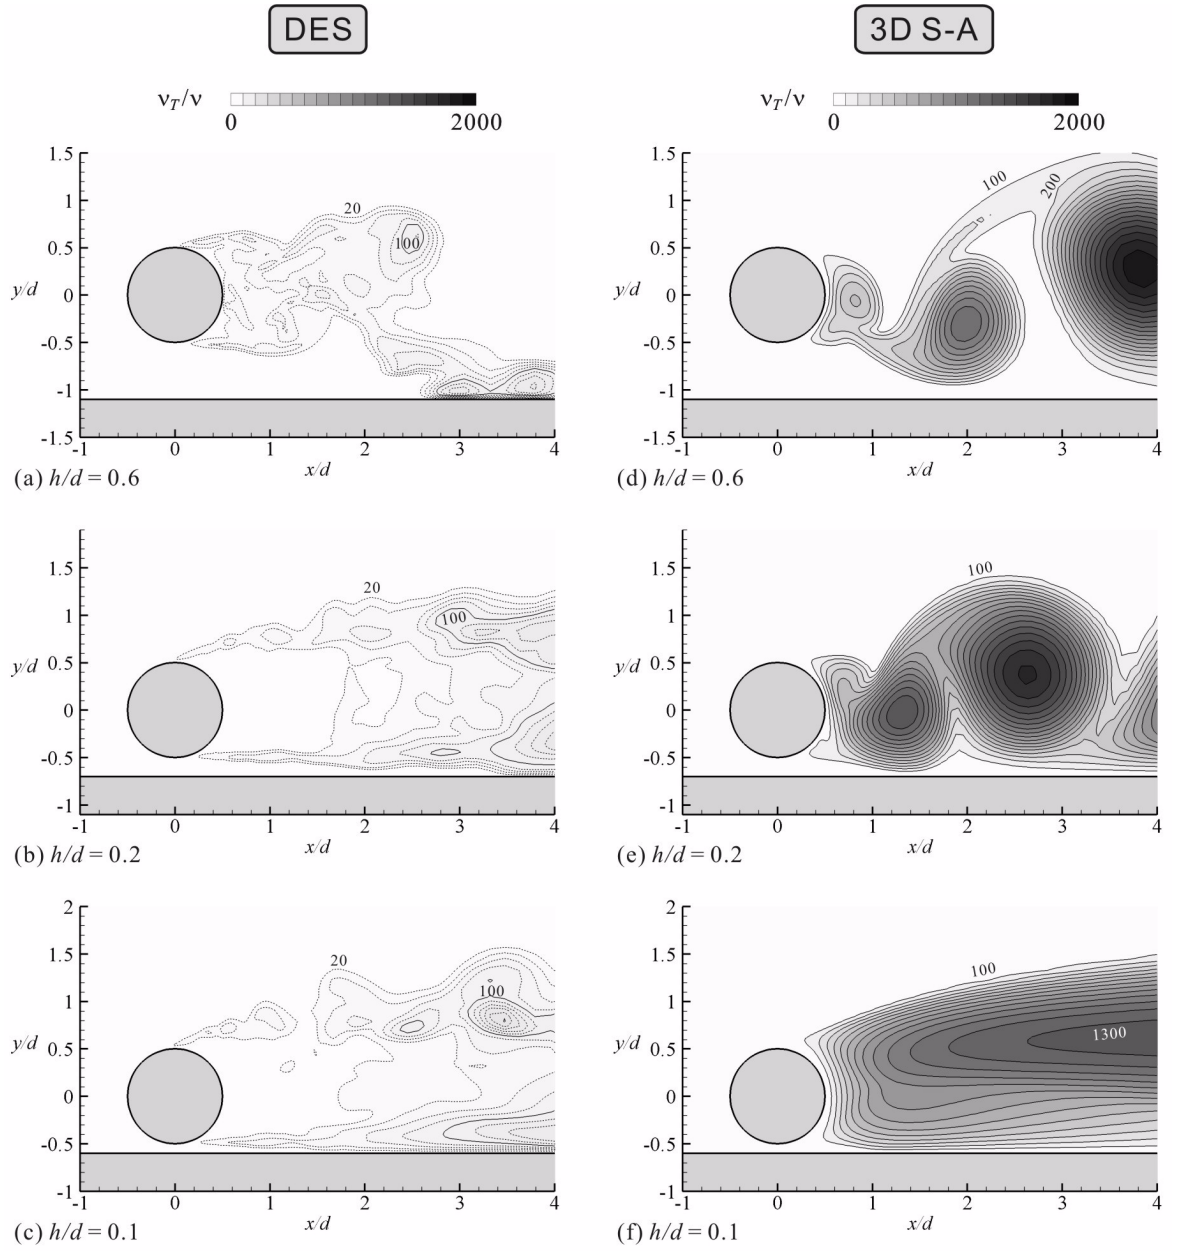 DES
3D S-A
νT/ν
0 2000
νT/ν
0 2000
1.5
1
0.5
0
-0.5
-1
-1.5
y/d
20
100
-1 0 1 2 3 4
x/d
(a) h/d = 0.6
1.5
1
0.5
0
-0.5
-1
-1.5
y/d
100
200
-1 0 1 2 3 4
x/d
(d) h/d = 0.6
1.5
1
0.5
0
-0.5
-1
y/d
20
100
-1 0 1 2 3 4
x/d
(b) h/d = 0.2
1.5
1
0.5
0
-0.5
-1
y/d
100
-1 0 1 2 3 4
x/d
(e) h/d = 0.2
2
1.5
1
0.5
0
-0.5
-1
y/d
20
100
-1 0 1 2 3 4
x/d
(c) h/d = 0.1
2
1.5
1
0.5
0
-0.5
-1
y/d
100
1300
-1 0 1 2 3 4
x/d
(f) h/d = 0.1